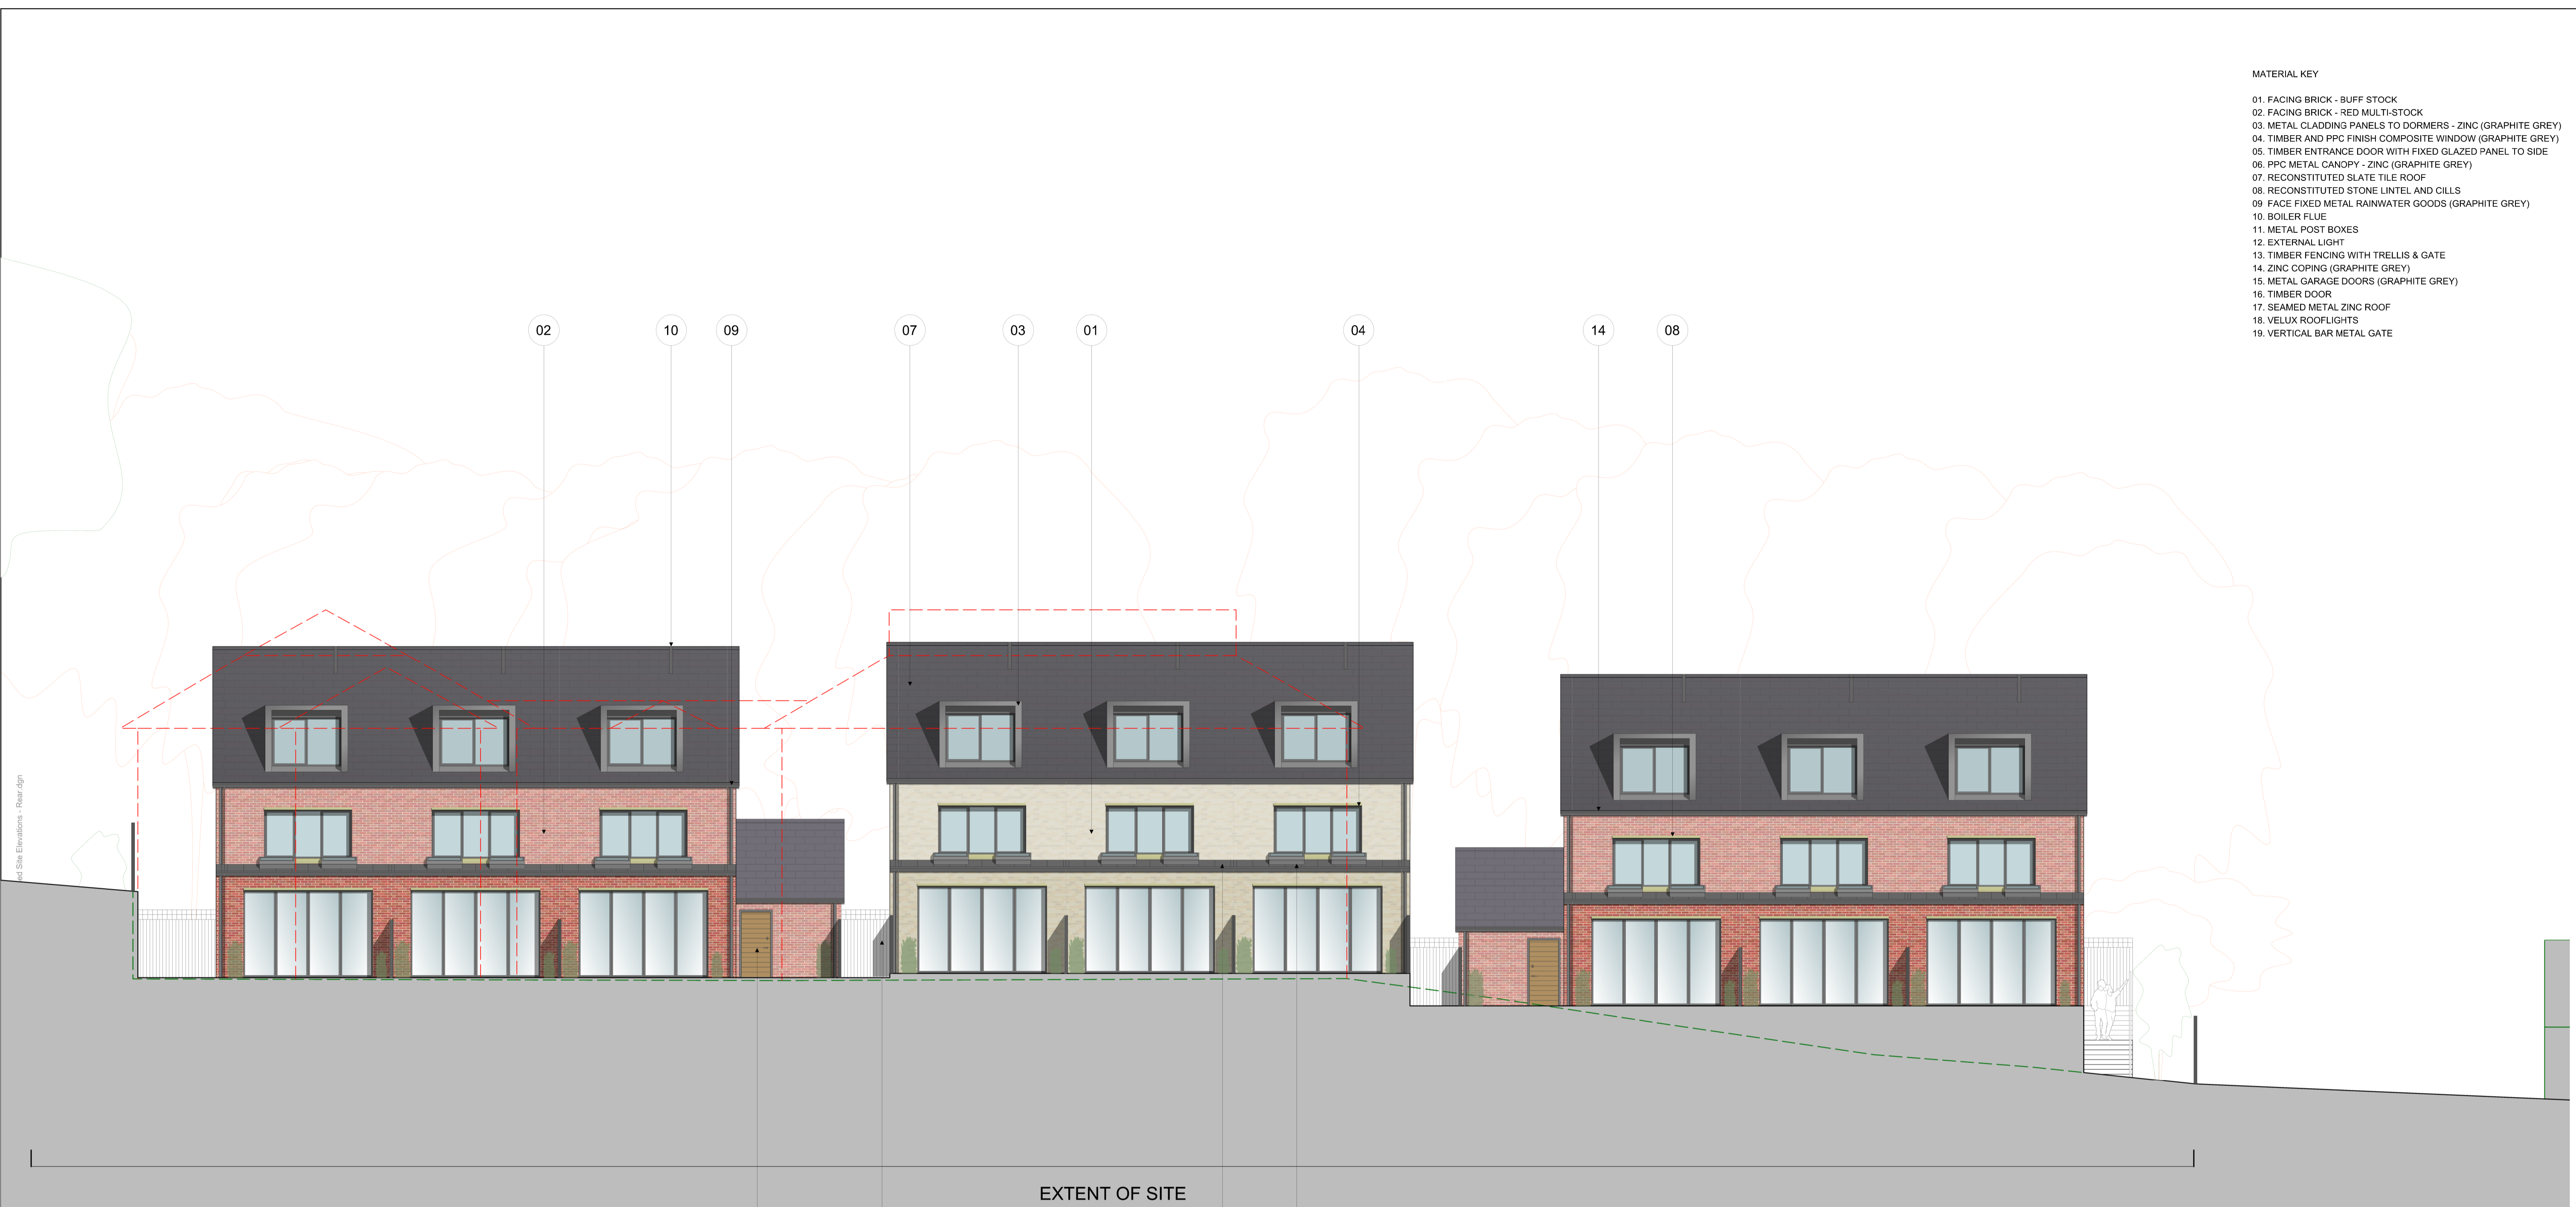 MATERIAL KEY
01. FACING BRICK - BUFF STOCK
02. FACING BRICK - RED MULTI-STOCK
03. METAL CLADDING PANELS TO DORMERS - ZINC (GRAPHITE GREY)
04. TIMBER AND PPC FINISH COMPOSITE WINDOW (GRAPHITE GREY)
05. TIMBER ENTRANCE DOOR WITH FIXED GLAZED PANEL TO SIDE
06. PPC METAL CANOPY - ZINC (GRAPHITE GREY)
07. RECONSTITUTED SLATE TILE ROOF
08. RECONSTITUTED STONE LINTEL AND CILLS
09 FACE FIXED METAL RAINWATER GOODS (GRAPHITE GREY)
10. BOILER FLUE
11. METAL POST BOXES
12. EXTERNAL LIGHT
13. TIMBER FENCING WITH TRELLIS & GATE
14. ZINC COPING (GRAPHITE GREY)
15. METAL GARAGE DOORS (GRAPHITE GREY)
16. TIMBER DOOR
17. SEAMED METAL ZINC ROOF
18. VELUX ROOFLIGHTS
19. VERTICAL BAR METAL GATE
02 10 09 07 03 01 04 14 08
ed Site Elevations - Rear.dgn
EXTENT OF SITE